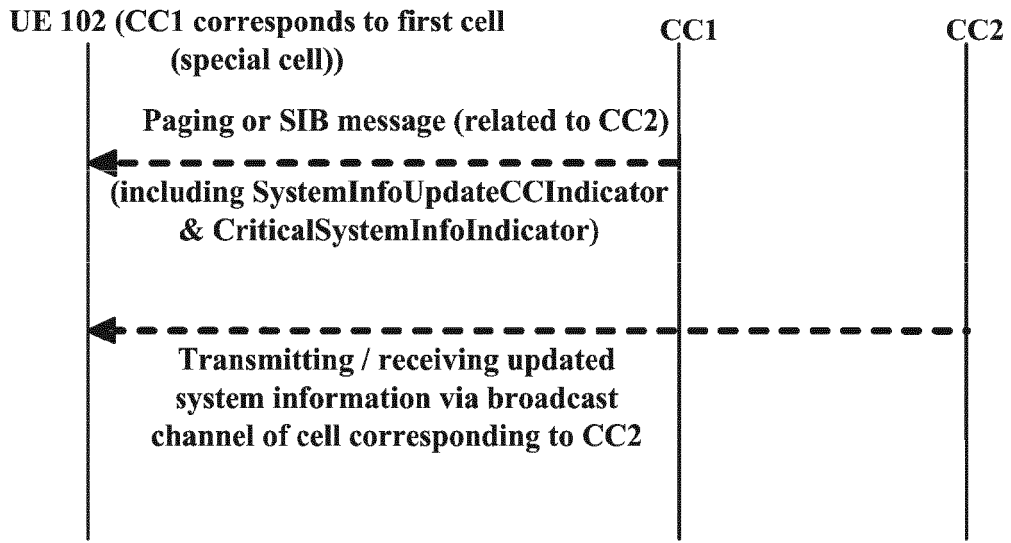 UE 102 (CC1 corresponds to first cell
(special cell))
CC1
CC2
Paging or SIB message (related to CC2)
(including SystemInfoUpdateCCIndicator
& CriticalSystemInfoIndicator)
Transmitting / receiving updated
system information via broadcast
channel of cell corresponding to CC2